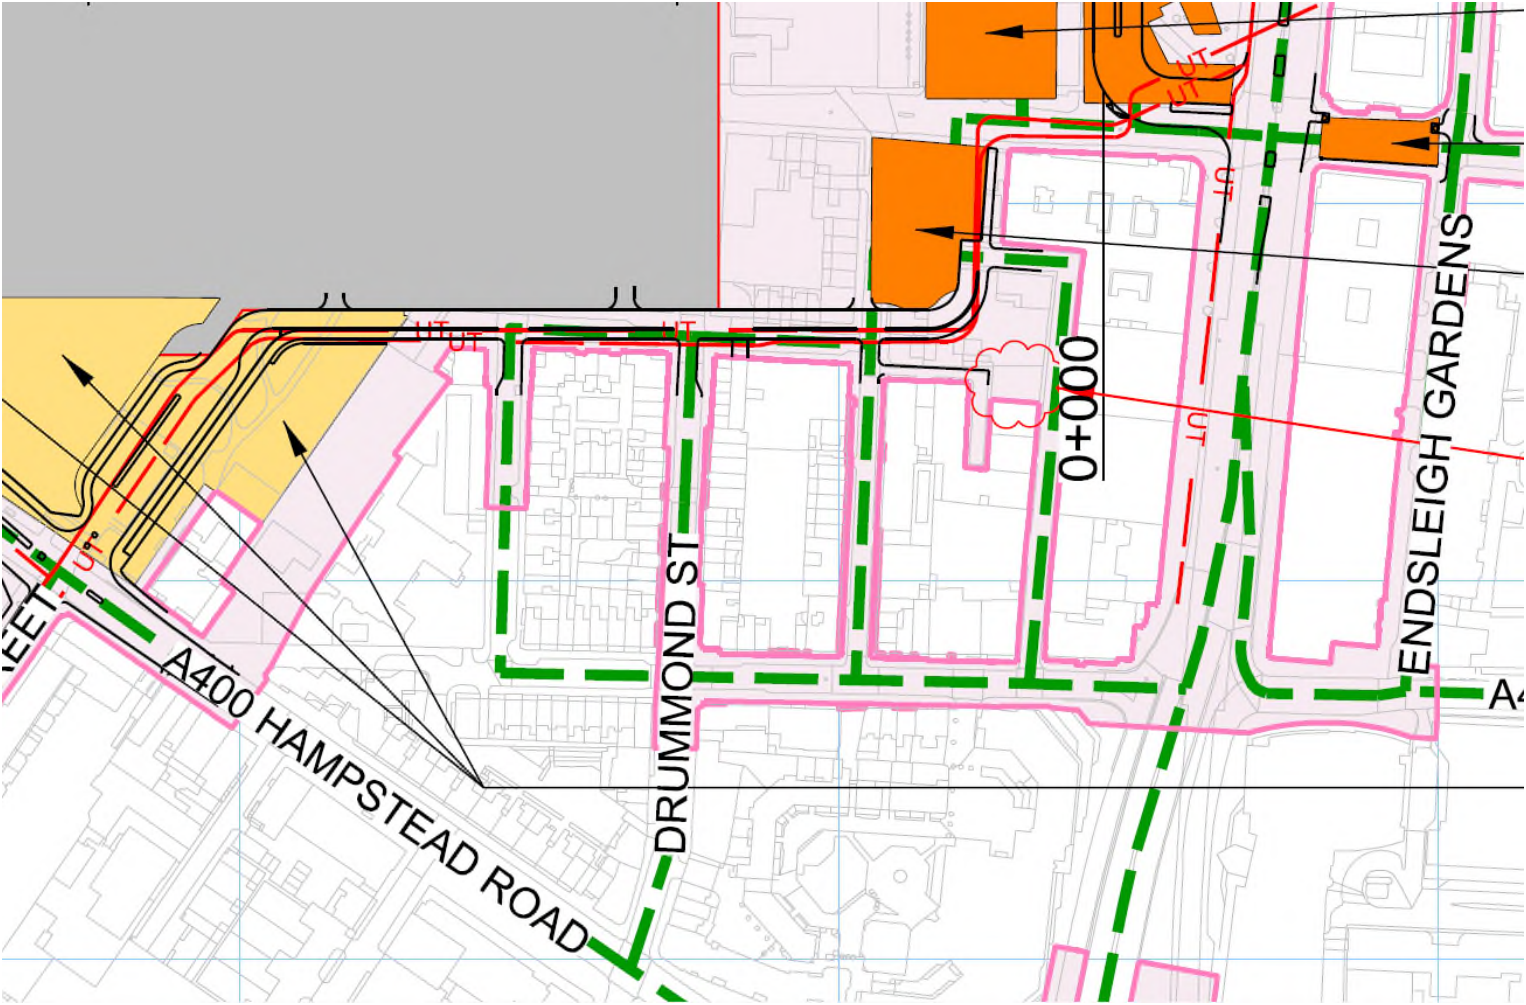 UT
UT
UT
UT
UT
UT
0+000
UT
ENDSLEIGH GARDENS
UT
DRUMMOND ST
EET
A400 HAMPSTEAD ROAD
A4